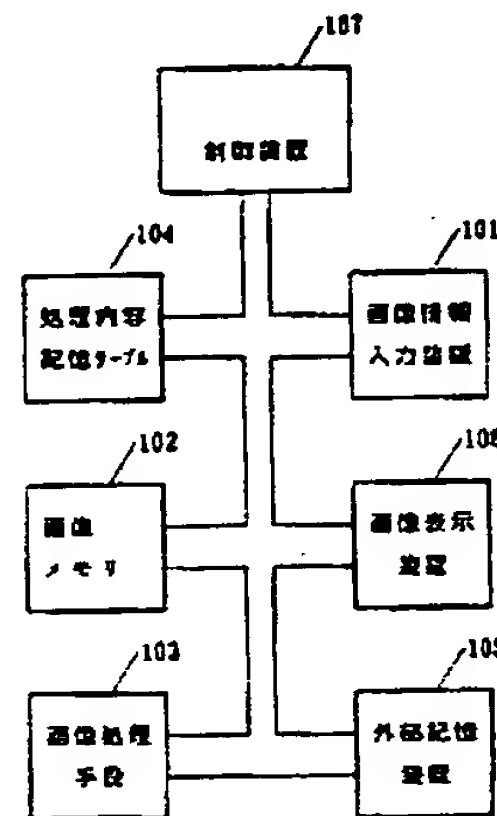 107
制御装置
104
処理内容
記憶テーブル
101
画像情報
入力装置
102
画像
メモリ
106
画像表示
装置
103
画像処理
手段
105
外部記憶
装置